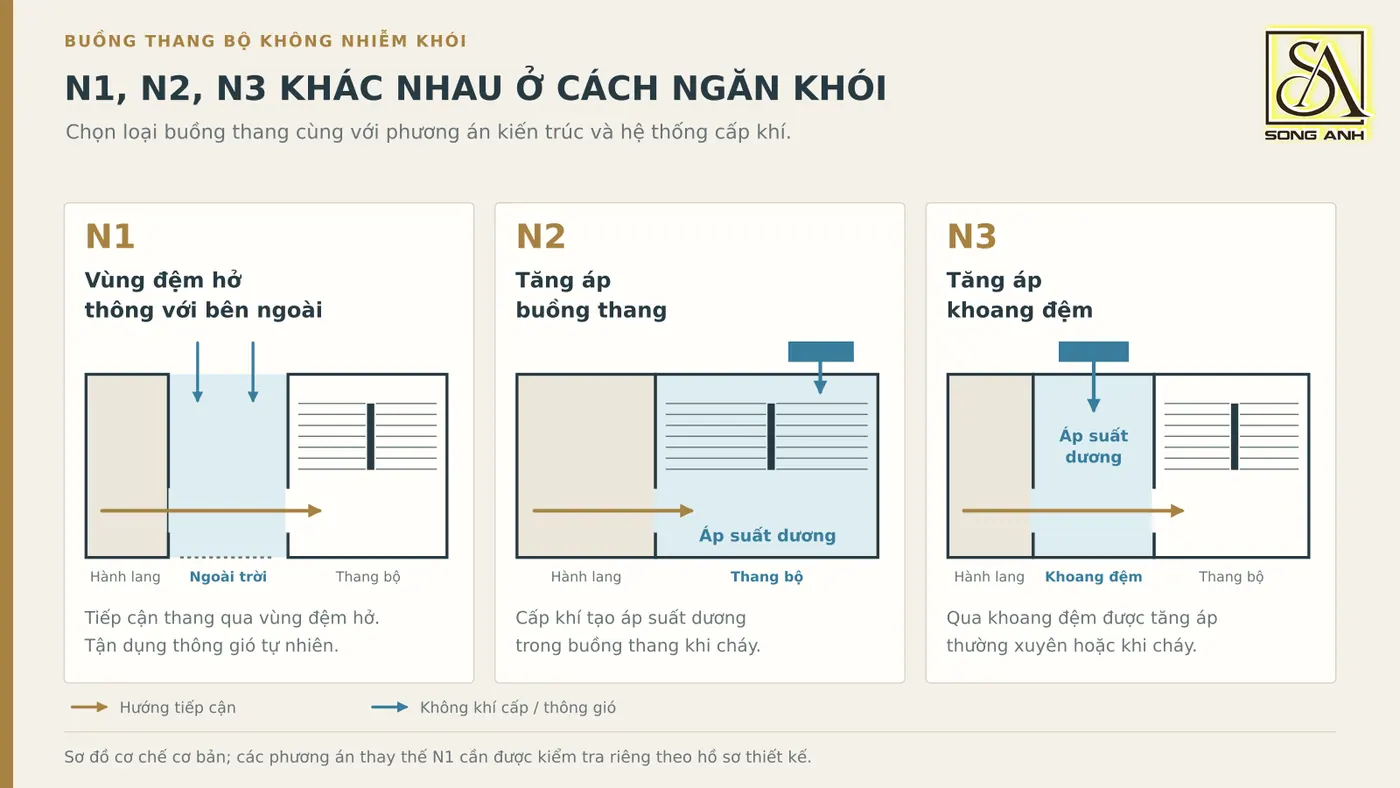 BUỒNG THANG BỘ KHÔNG NHIỄM KHÓI
N1, N2, N3 KHÁC NHAU Ở CÁCH NGĂN KHÓI
Chọn loại buồng thang cùng với phương án kiến trúc và hệ thống cấp khí.
SA
SONG ANH
N1
Vùng đệm hở
thông với bên ngoài
Hành lang
Ngoài trời
Thang bộ
Tiếp cận thang qua vùng đệm hở.
Tận dụng thông gió tự nhiên.
N2
Tăng áp
buồng thang
Áp suất dương
Hành lang
Thang bộ
Cấp khí tạo áp suất dương
trong buồng thang khi cháy.
N3
Tăng áp
khoang đệm
Áp suất
dương
Hành lang
Khoang đệm
Thang bộ
Qua khoang đệm được tăng áp
thường xuyên hoặc khi cháy.
Hướng tiếp cận
Không khí cấp / thông gió
Sơ đồ cơ chế cơ bản; các phương án thay thế N1 cần được kiểm tra riêng theo hồ sơ thiết kế.